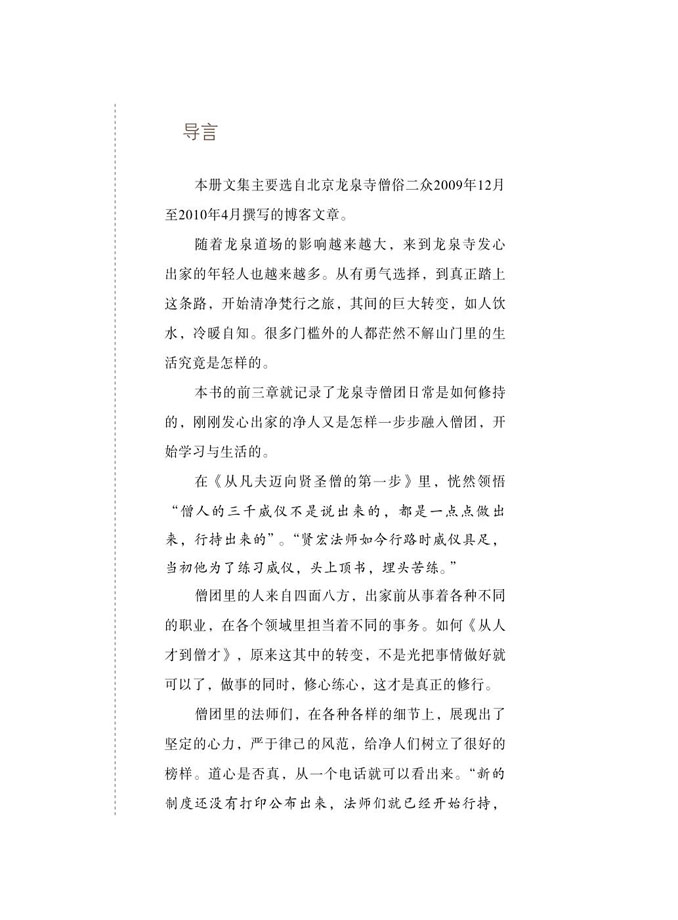 导言
本册文集主要选自北京龙泉寺僧俗二众2009年12月
至2010年4月撰写的博客文章。
随着龙泉道场的影响越来越大，来到龙泉寺发心
出家的年轻人也越来越多。从有勇气选择，到真正踏上
这条路，开始清净梵行之旅，其间的巨大转变，如人饮
水，冷暖自知。很多门槛外的人都茫然不解山门里的生
活究竟是怎样的。
本书的前三章就记录了龙泉寺僧团日常是如何修持
的，刚刚发心出家的净人又是怎样一步步融入僧团，开
始学习与生活的。
在《从凡夫迈向贤圣僧的第一步》里，恍然领悟
“僧人的三千威仪不是说出来的，都是一点点做出
来，行持出来的”。“贤宏法师如今行路时威仪具足，
当初他为了练习威仪，头上顶书，埋头苦练。”
僧团里的人来自四面八方，出家前从事着各种不同
的职业，在各个领域里担当着不同的事务。如何《从人
才到僧才》，原来这其中的转变，不是光把事情做好就
可以了，做事的同时，修心练心，这才是真正的修行。
僧团里的法师们，在各种各样的细节上，展现出了
坚定的心力，严于律己的风范，给净人们树立了很好的
榜样。道心是否真，从一个电话就可以看出来。“新的
制度还没有打印公布出来，法师们就已经开始行持，